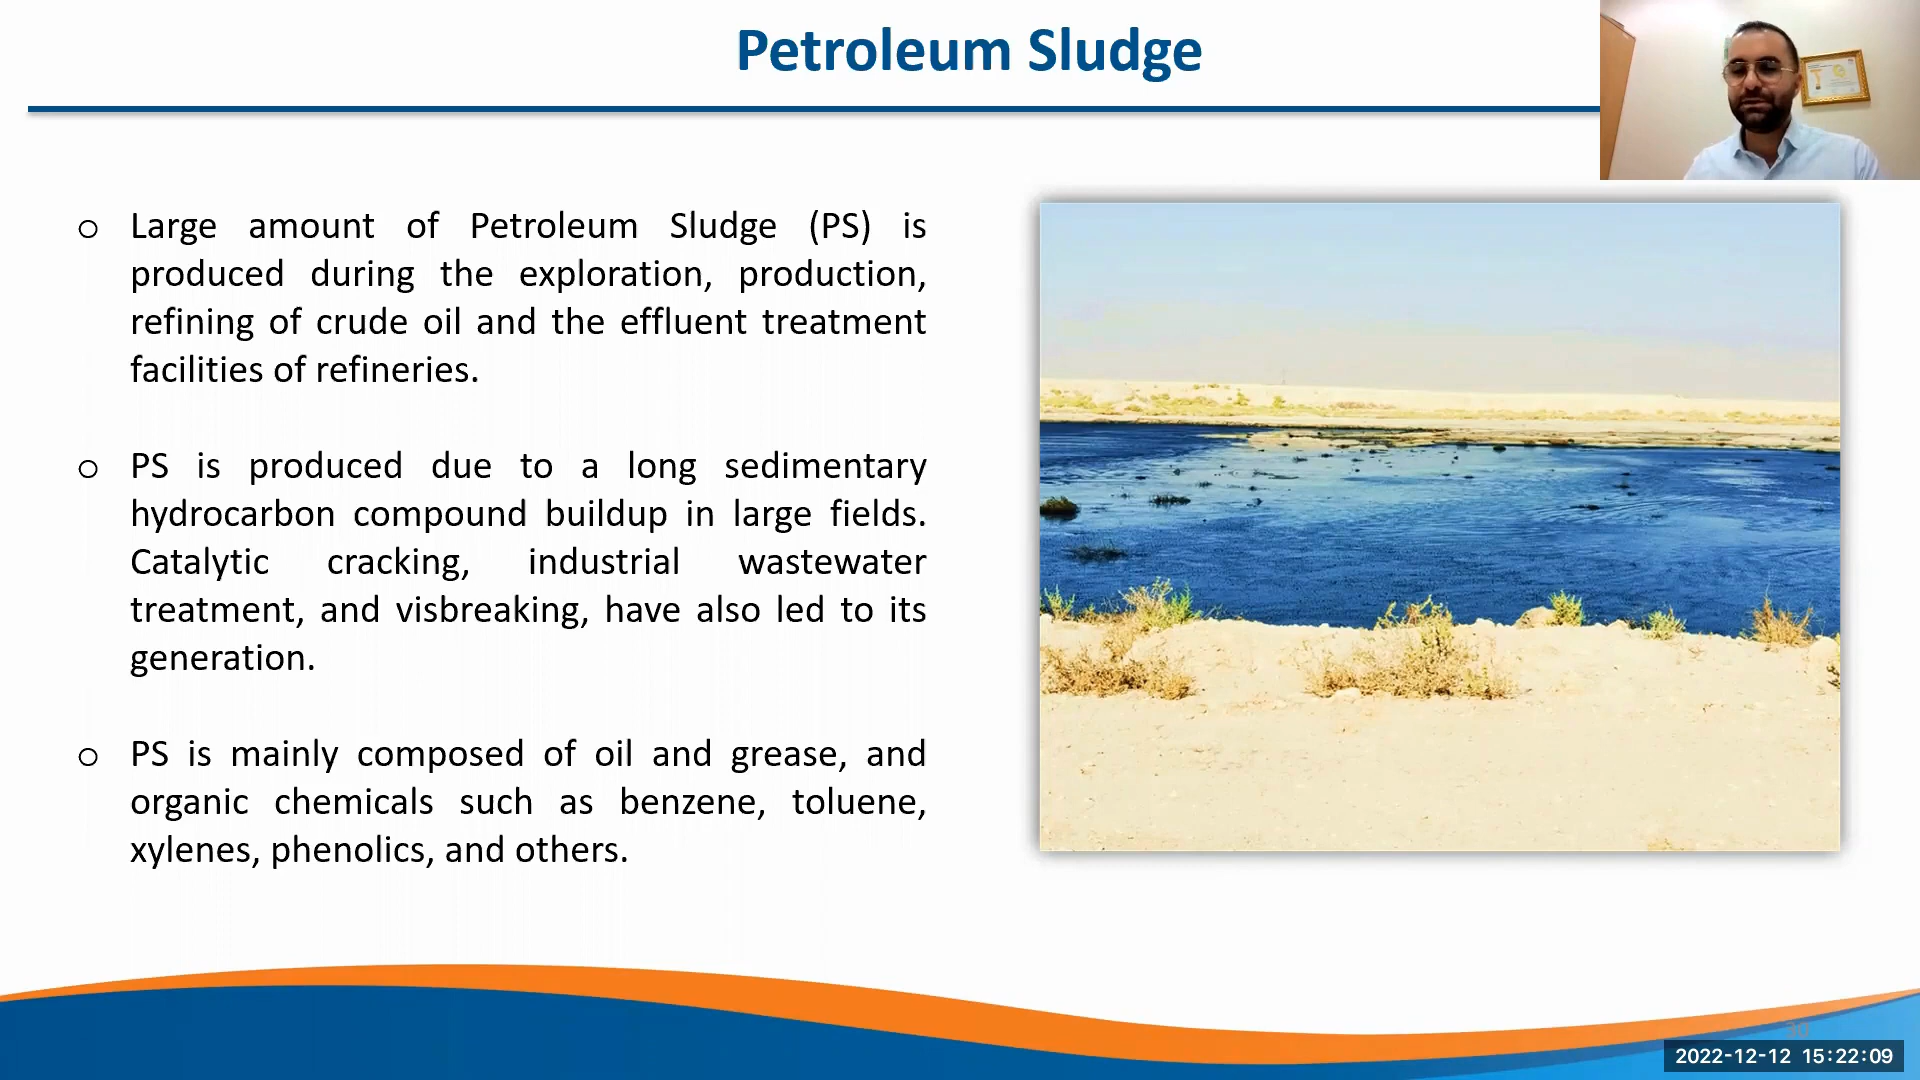 Petroleum Sludge
o Large amount of Petroleum Sludge (PS) is
produced during the exploration, production,
refining of crude oil and the effluent treatment
facilities of refineries.
o PS is produced due to a long sedimentary
hydrocarbon compound buildup in large fields.
Catalytic cracking, industrial wastewater
treatment, and visbreaking, have also led to its
generation.
o PS is mainly composed of oil and grease, and
organic chemicals such as benzene, toluene,
xylenes, phenolics, and others.
30
2022-12-12 15:22:09